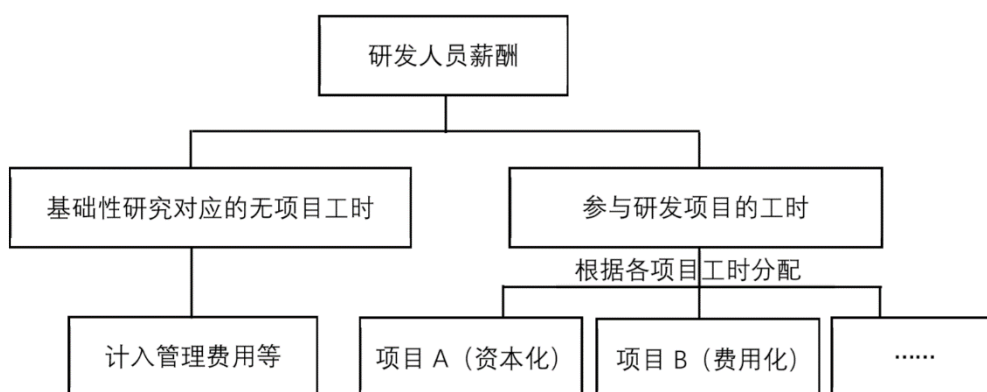 研发人员薪酬
基础性研究对应的无项目工时
参与研发项目的工时
根据各项目工时分配
计入管理费用等
项目 A（资本化）
项目 B（费用化）
……